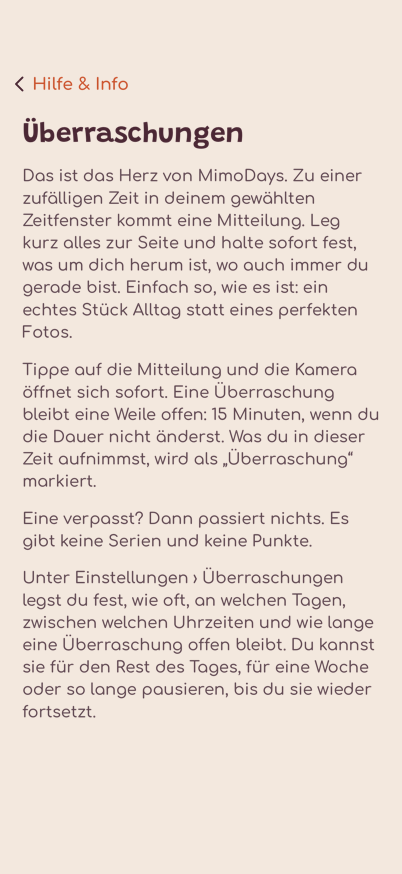 Hilfe & Info
Überraschungen
Das ist das Herz von MimoDays. Zu einer
zufälligen Zeit in deinem gewählten
Zeitfenster kommt eine Mitteilung. Leg
kurz alles zur Seite und halte sofort fest,
was um dich herum ist, wo auch immer du
gerade bist. Einfach so, wie es ist: ein
echtes Stück Alltag statt eines perfekten
Fotos.
Tippe auf die Mitteilung und die Kamera
öffnet sich sofort. Eine Überraschung
bleibt eine Weile offen: 15 Minuten, wenn du
die Dauer nicht änderst. Was du in dieser
Zeit aufnimmst, wird als „Überraschung“
markiert.
Eine verpasst? Dann passiert nichts. Es
gibt keine Serien und keine Punkte.
Unter Einstellungen › Überraschungen
legst du fest, wie oft, an welchen Tagen,
zwischen welchen Uhrzeiten und wie lange
eine Überraschung offen bleibt. Du kannst
sie für den Rest des Tages, für eine Woche
oder so lange pausieren, bis du sie wieder
fortsetzt.